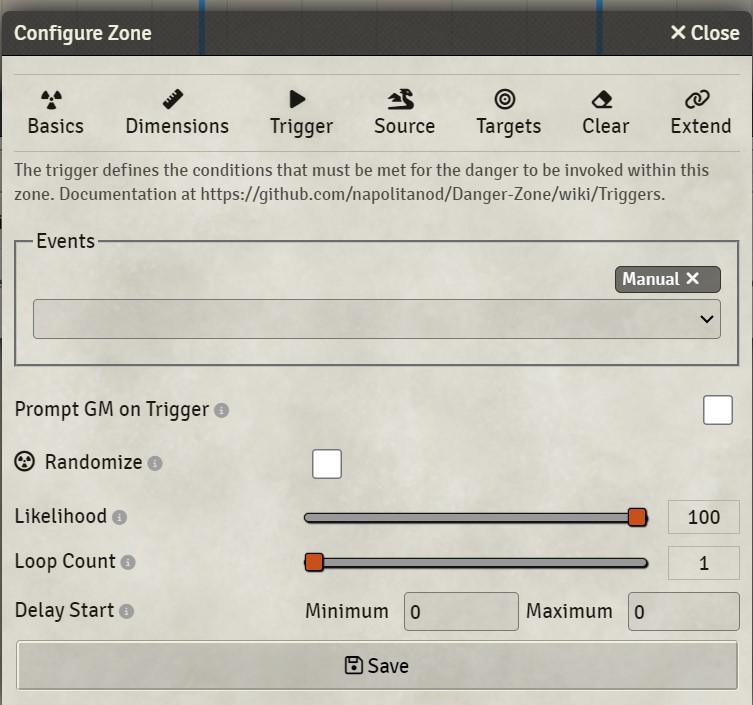 Configure Zone
Close
Basics
Dimensions
Trigger
Source
Targets
Clear
Extend
The trigger defines the conditions that must be met for the danger to be invoked within this
zone. Documentation at https://github.com/napolitanod/Danger-Zone/wiki/Triggers.
Events
Manual
Prompt GM on Trigger
Randomize
Likelihood
100
Loop Count
1
Delay Start
Minimum
0
Maximum
0
Save